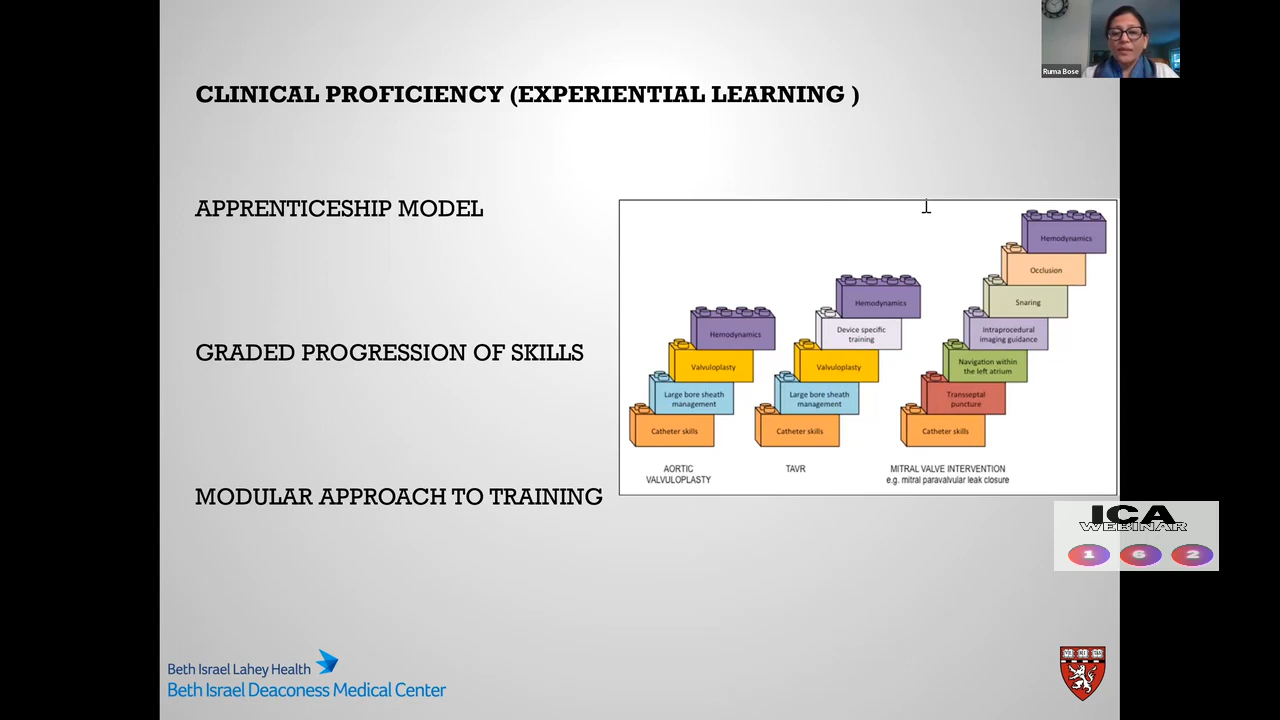 Ruma Bose
CLINICAL PROFICIENCY (EXPERIENTIAL LEARNING )
APPRENTICESHIP MODEL
GRADED PROGRESSION OF SKILLS
MODULAR APPROACH TO TRAINING
Hemodynamics
Valvuloplasty
Large bore sheath
management
Catheter skills
AORTIC
VALVULOPLASTY
Hemodynamics
Device specific
training
Valvuloplasty
Large bore sheath
management
Catheter skills
TAVR
Hemodynamics
Occlusion
Snaring
Intraprocedural
imaging guidance
Navigation within
the left atrium
Transseptal
puncture
Catheter skills
MITRAL VALVE INTERVENTION
e.g. mitral paravalvular leak closure
ICA
WEBINAR
1 6 2
Beth Israel Lahey Health
Beth Israel Deaconess Medical Center